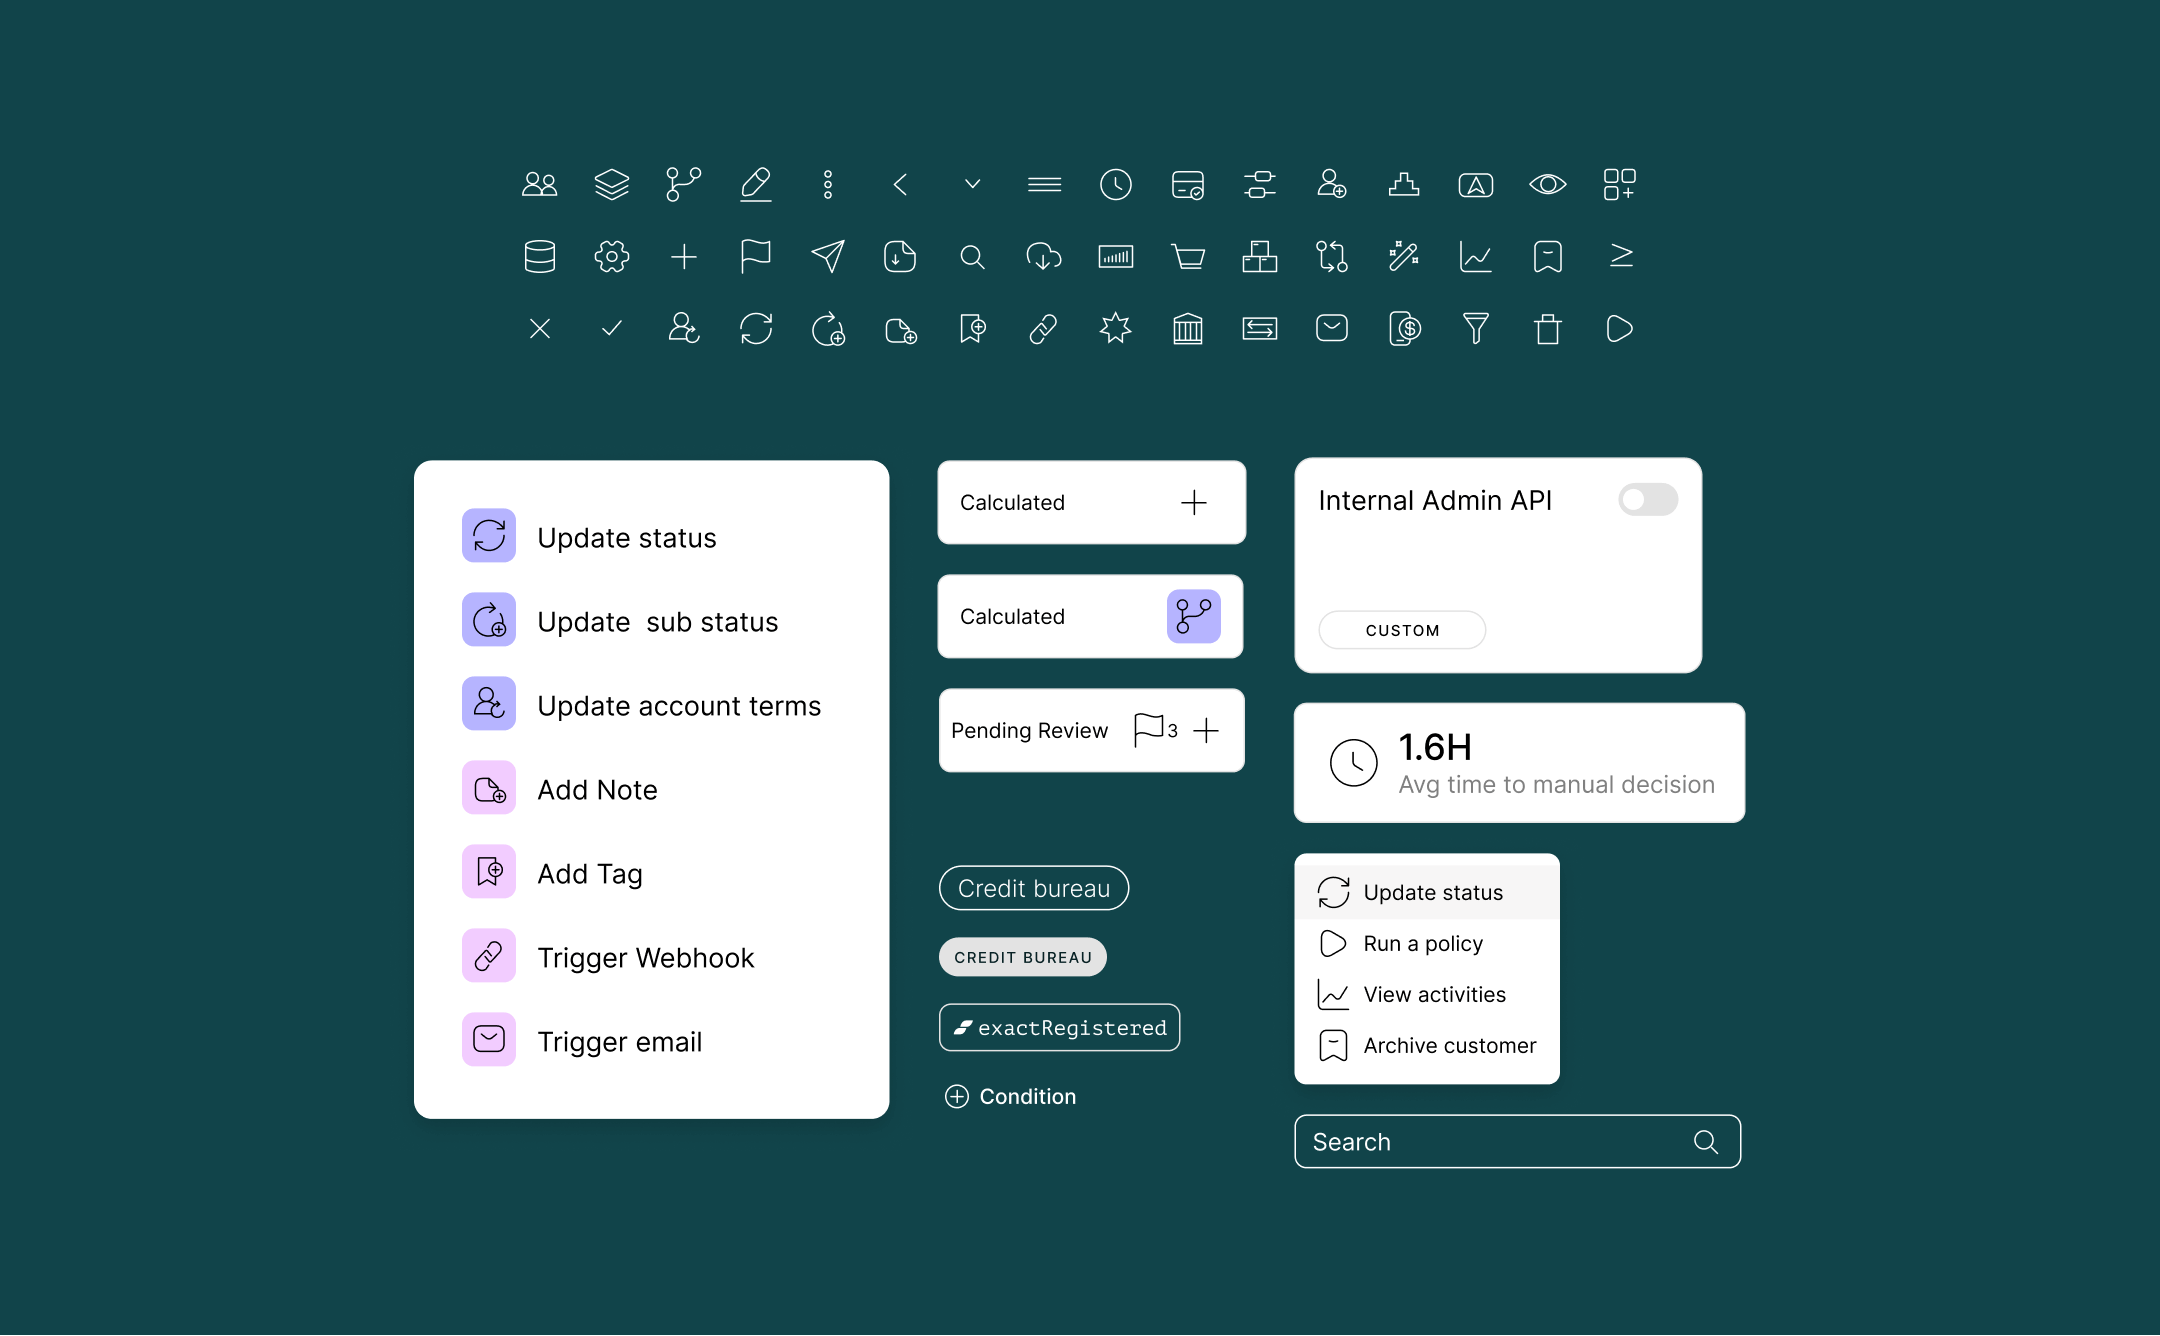 Update status
Update  sub status
Update account terms
Add Note
Add Tag
Trigger Webhook
Trigger email
Calculated
Calculated
Pending Review 3
Credit bureau
CREDIT BUREAU
exactRegistered
Condition
Internal Admin API
CUSTOM
1.6H
Avg time to manual decision
Update status
Run a policy
View activities
Archive customer
Search